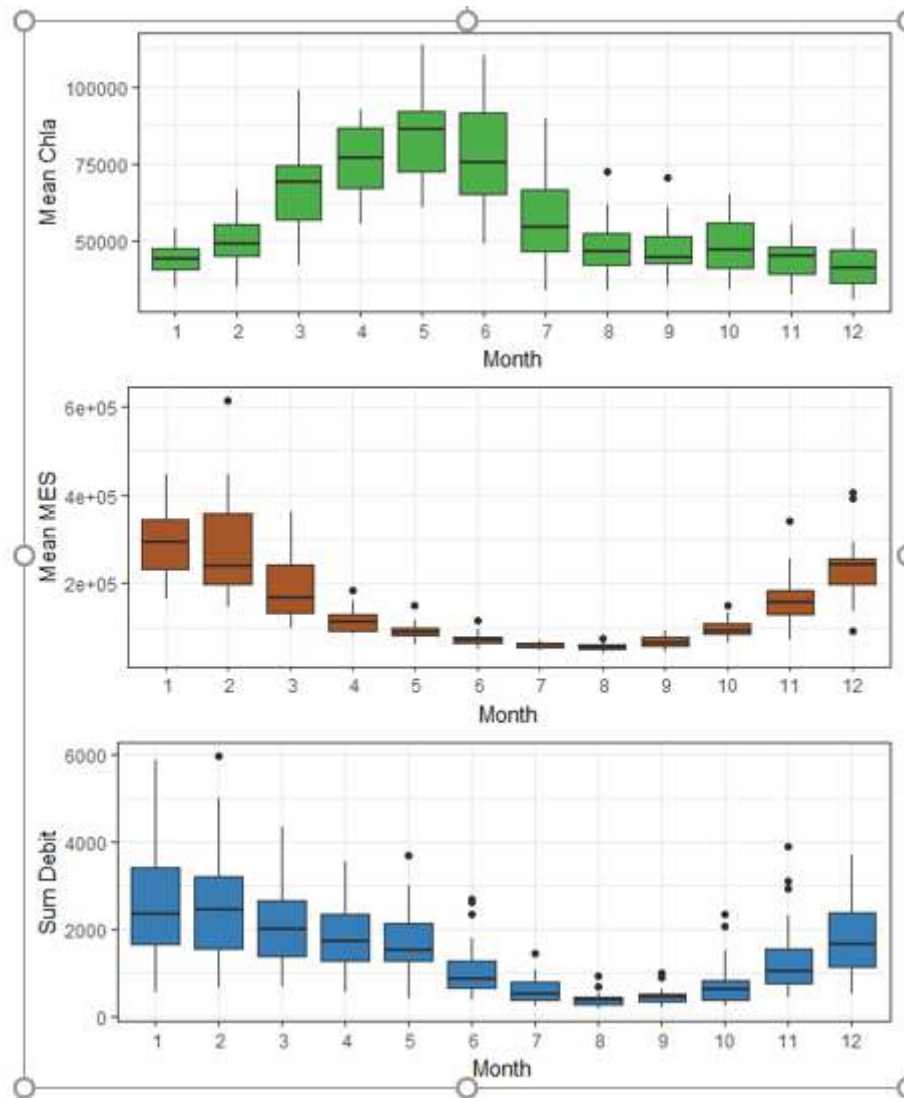 Mean Chla
100000
75000
50000
1 2 3 4 5 6 7 8 9 10 11 12
Month
Mean MES
6e+05
4e+05
2e+05
1 2 3 4 5 6 7 8 9 10 11 12
Month
Sum Debit
6000
4000
2000
0
1 2 3 4 5 6 7 8 9 10 11 12
Month